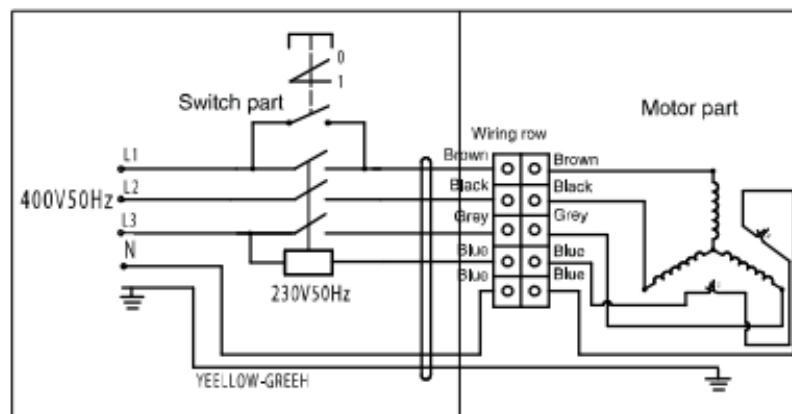 0
1
Switch part
Motor part
Wiring row
L1
Brown
Brown
L2
Black
Black
400V50Hz
L3
Grey
Grey
N
Blue
Blue
230V50Hz
Blue
Blue
YEELLOW-GREEH